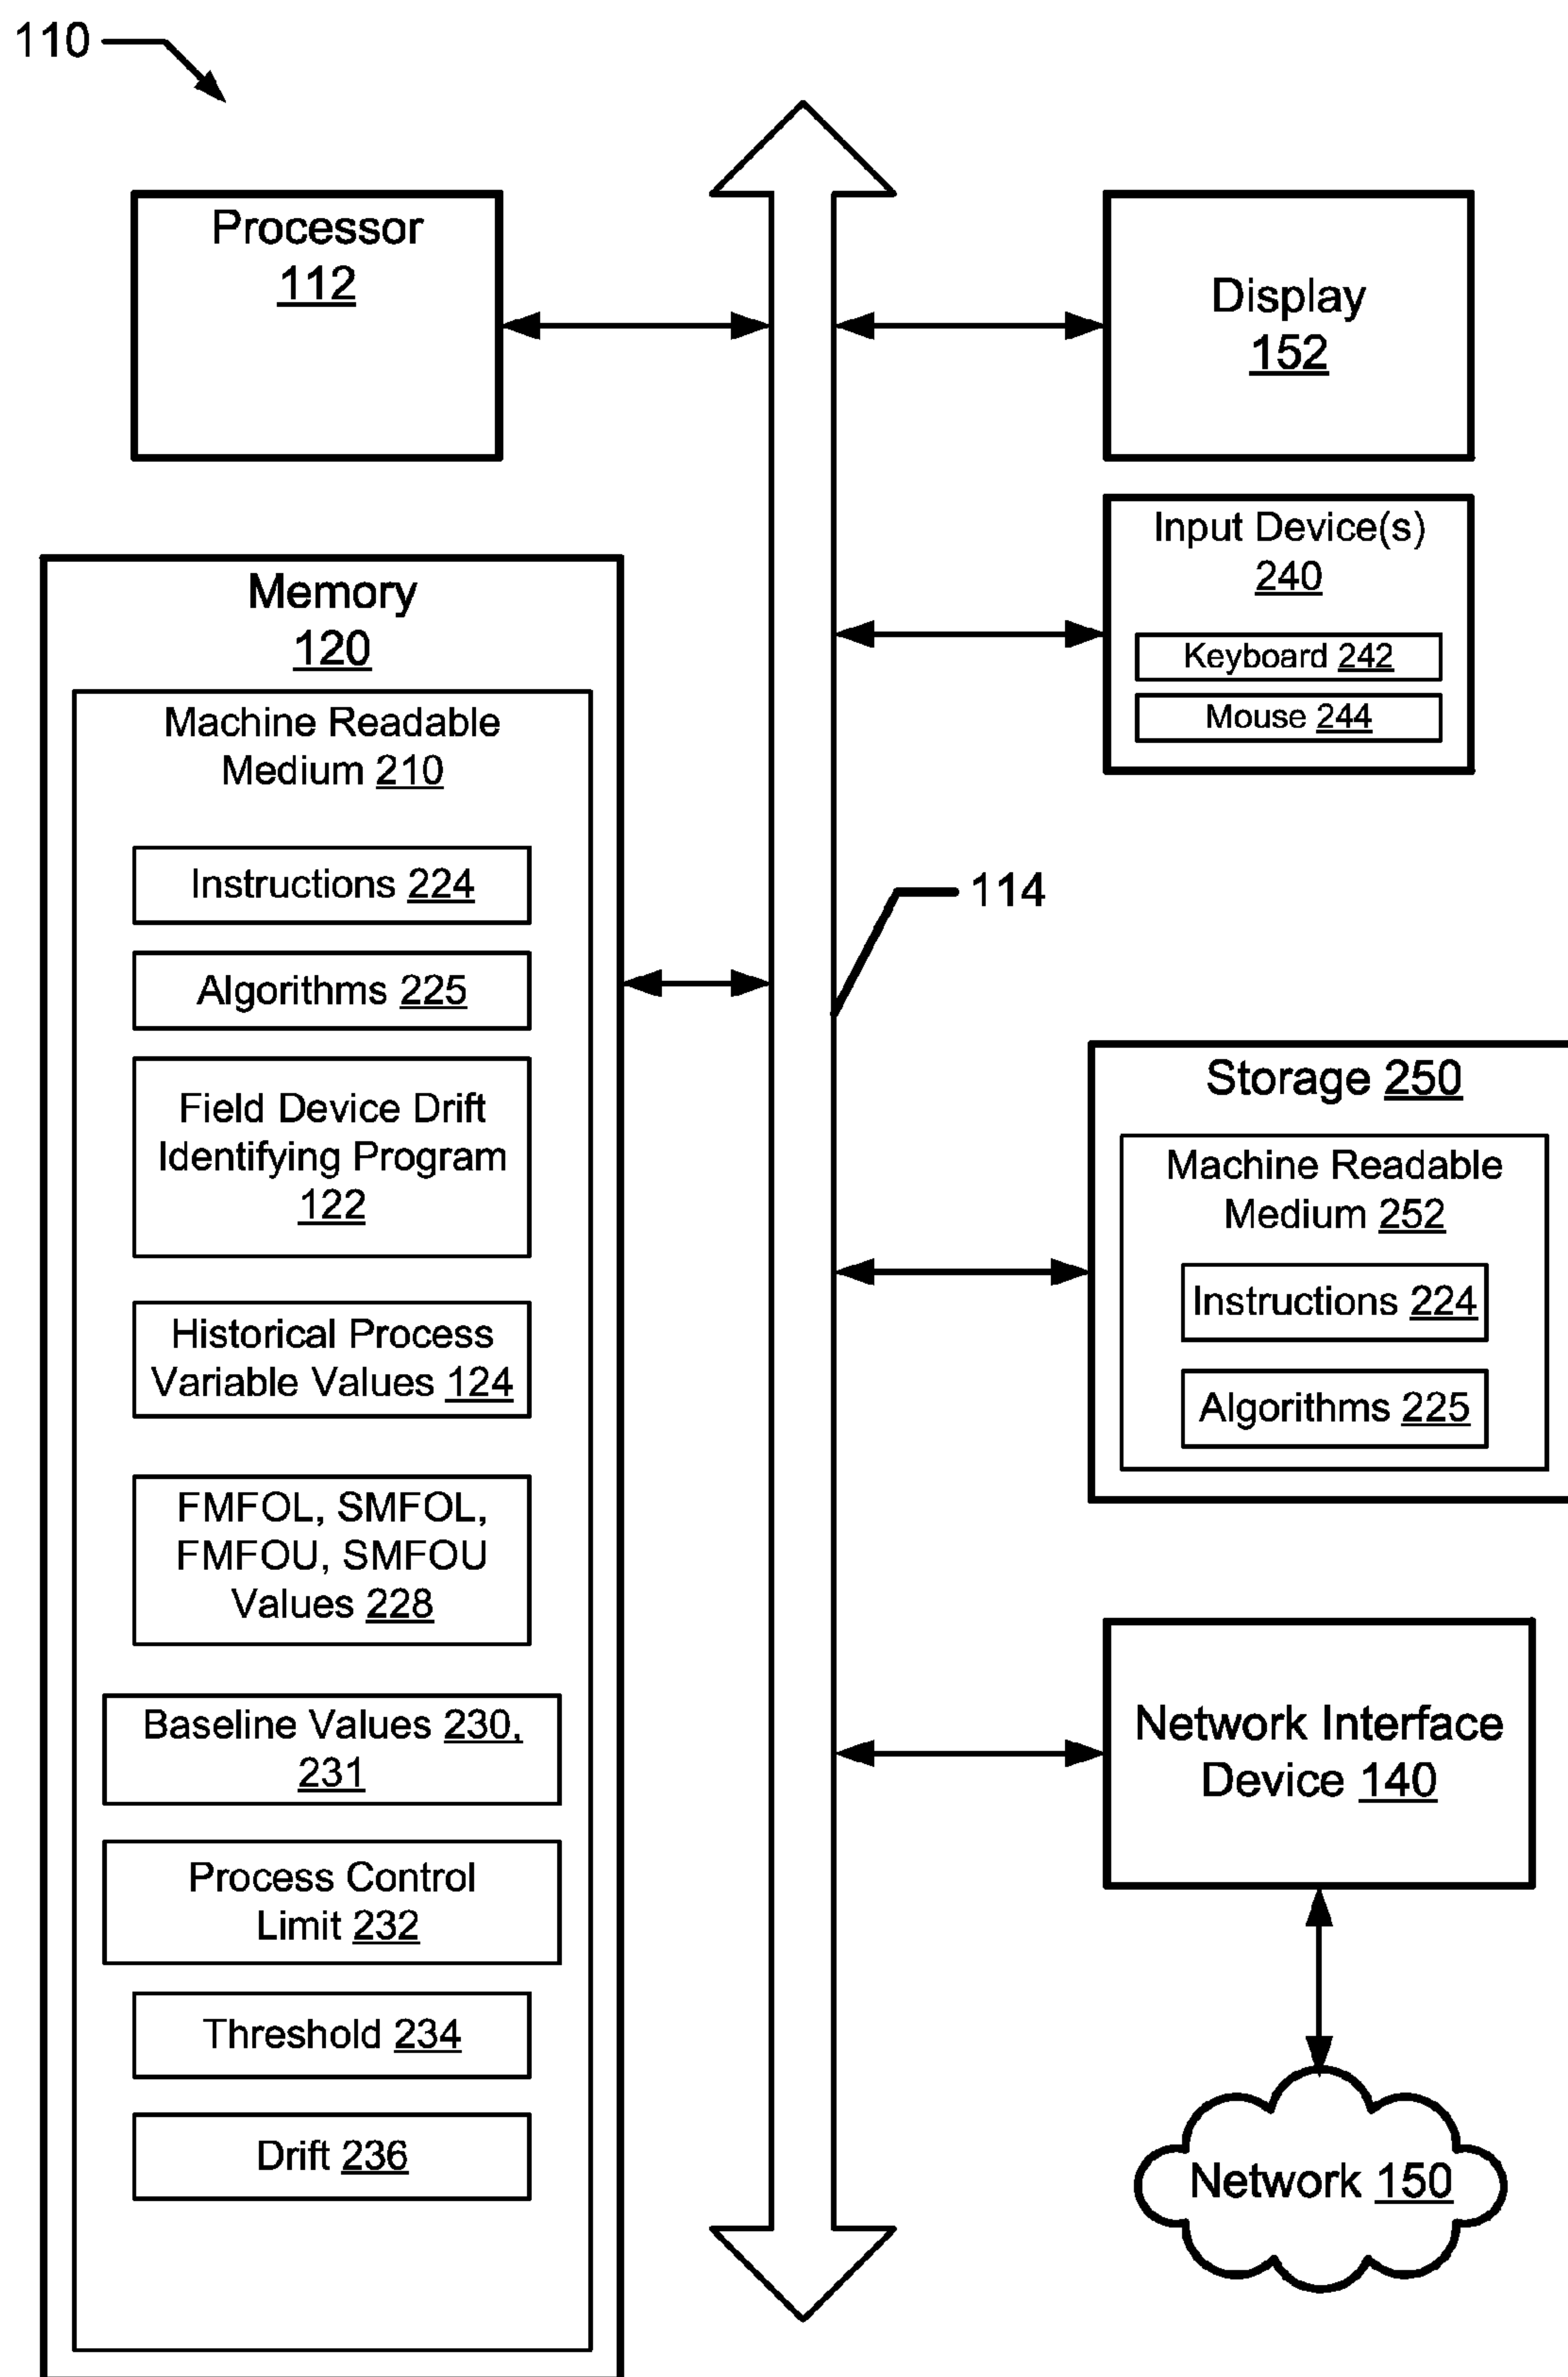 110
Processor
112
Display
152
Input Device(s)
240
Keyboard 242
Mouse 244
Memory
120
Machine Readable
Medium 210
Instructions 224
Algorithms 225
Field Device Drift
Identifying Program
122
Historical Process
Variable Values 124
FMFOL, SMFOL,
FMFOU, SMFOU
Values 228
Baseline Values 230,
231
Process Control
Limit 232
Threshold 234
Drift 236
114
Storage 250
Machine Readable
Medium 252
Instructions 224
Algorithms 225
Network Interface
Device 140
Network 150